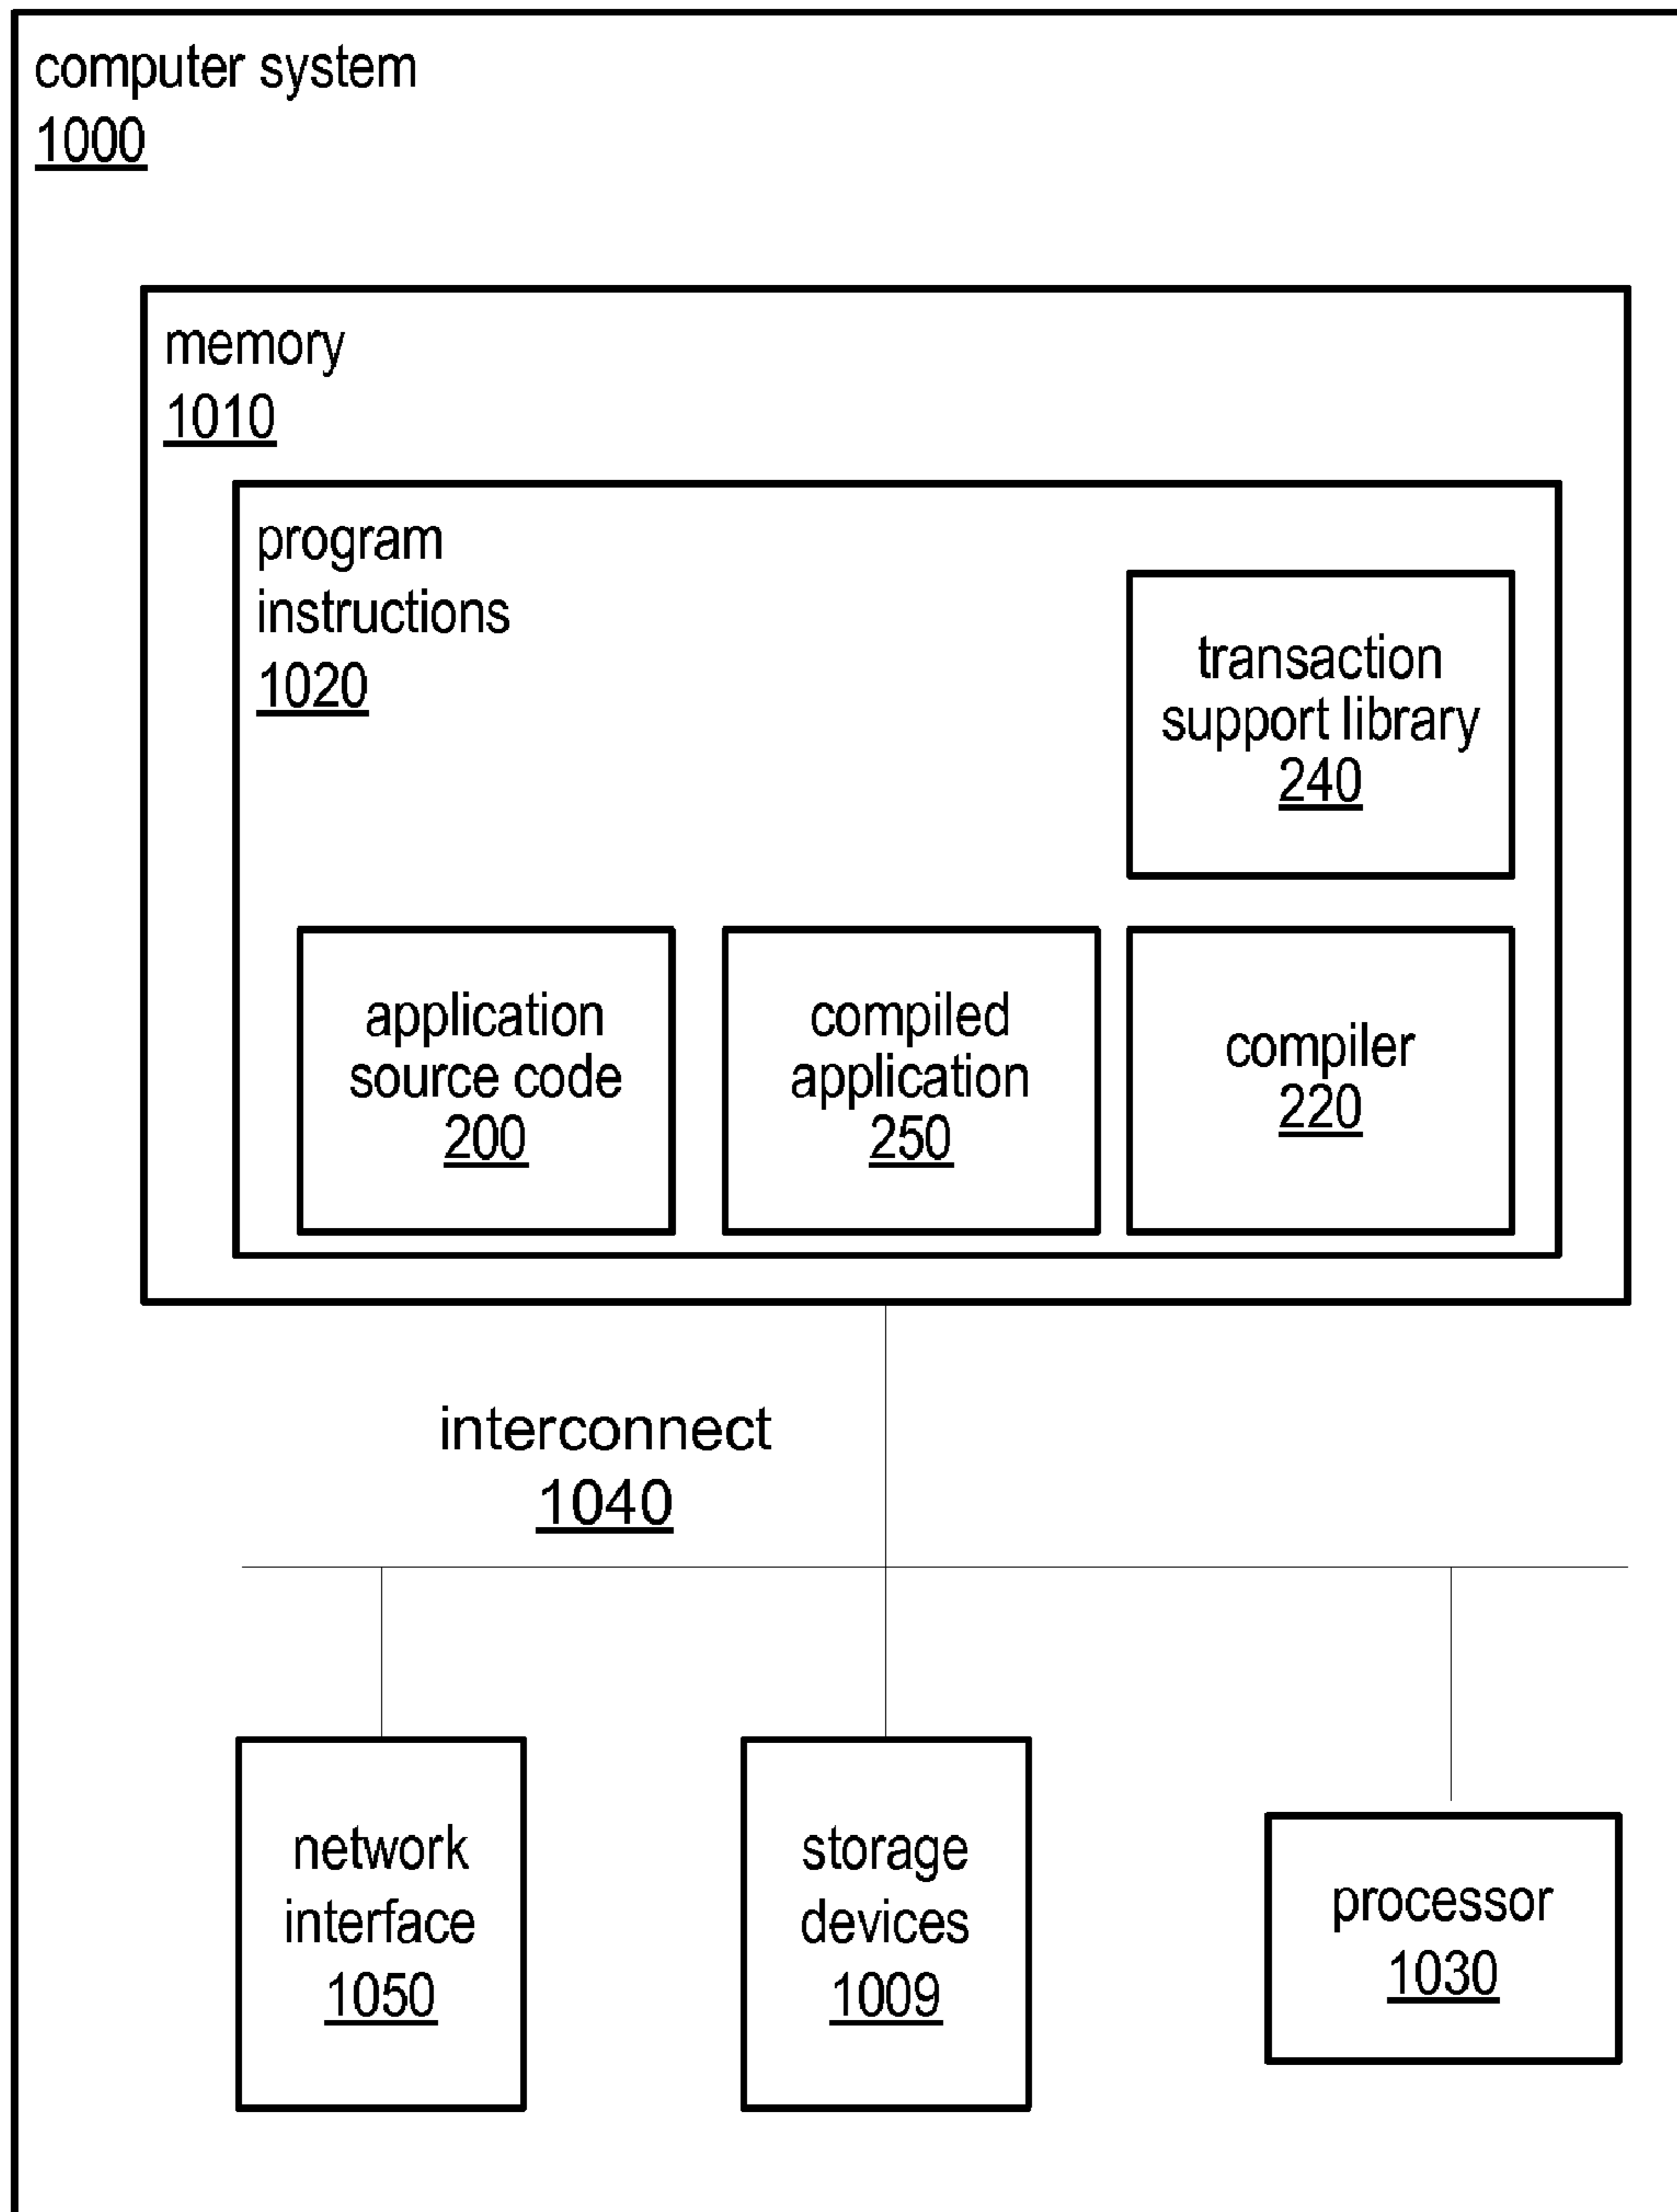 computer system
1000
memory
1010
program
instructions
1020
transaction
support library
240
application
source code
200
compiled
application
250
compiler
220
interconnect
1040
network
interface
1050
storage
devices
1009
processor
1030